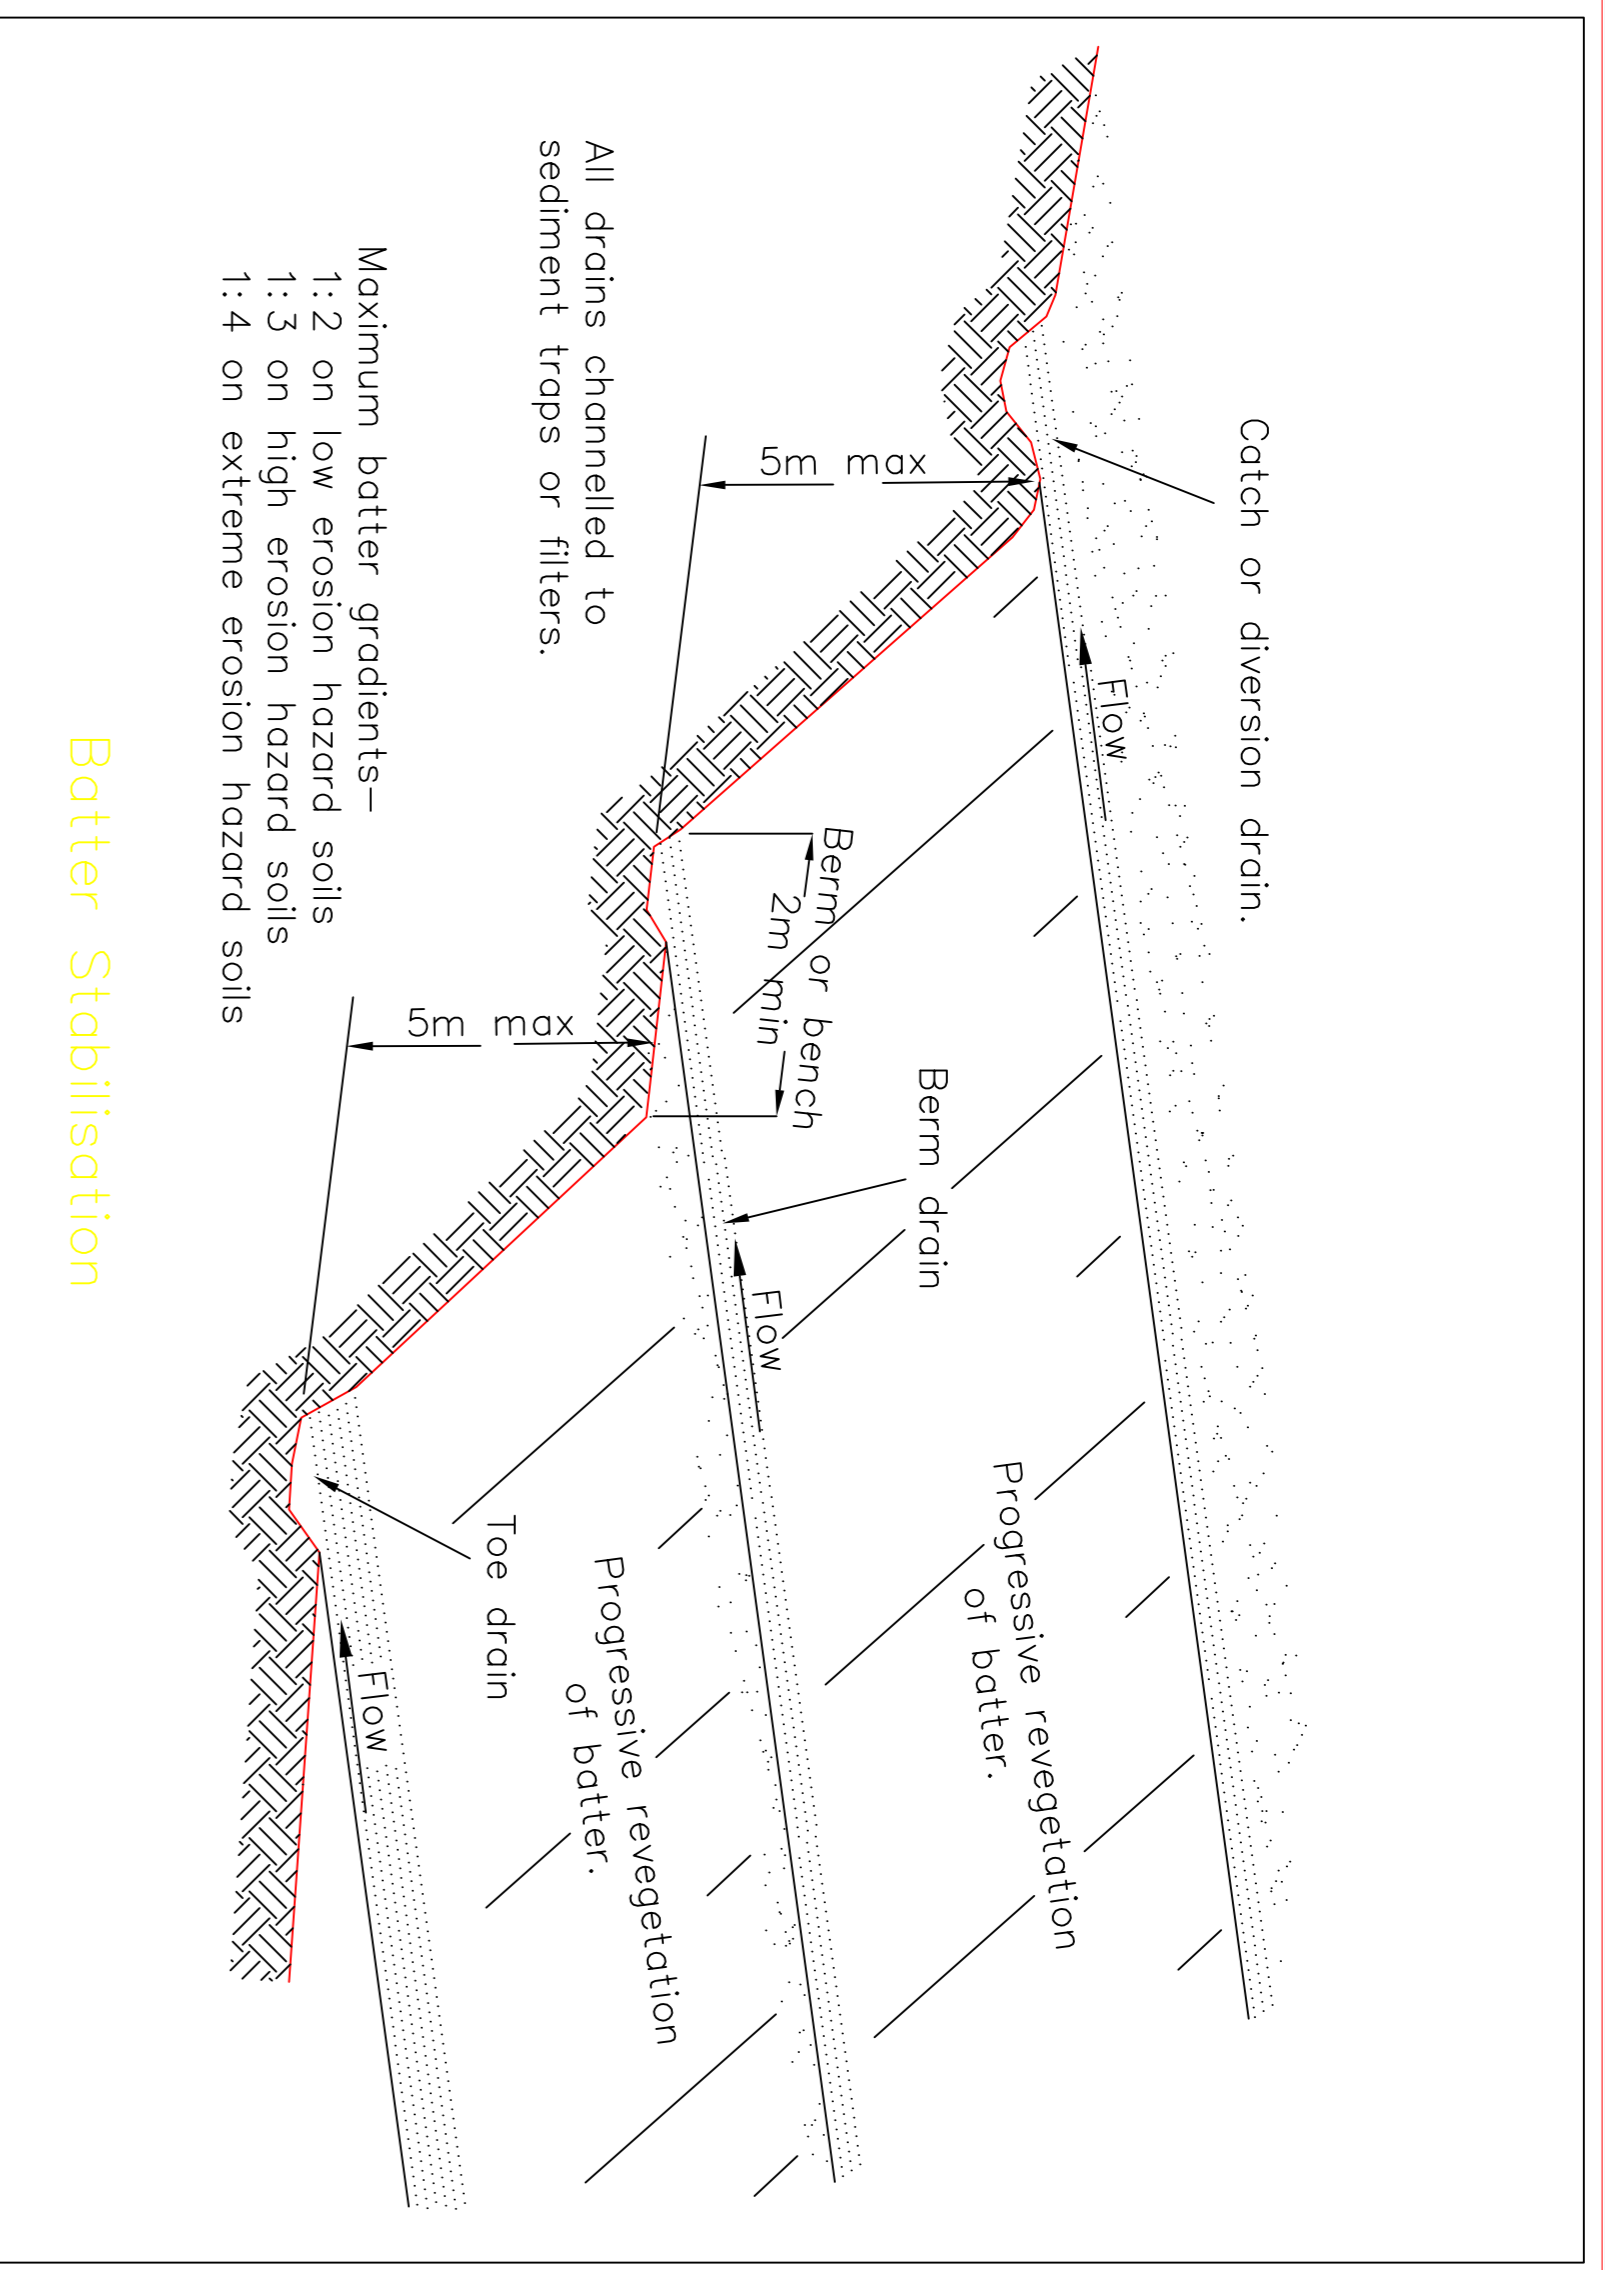 Catch or diversion drain.
Flow
5m max
Berm or bench
2m min
Berm drain
Flow
Progressive revegetation
of batter.
All drains channelled to
sediment traps or filters.
5m max
Toe drain
Flow
Progressive revegetation
of batter.
Maximum batter gradients—
1:2 on low erosion hazard soils
1:3 on high erosion hazard soils
1:4 on extreme erosion hazard soils
Batter Stabilisation